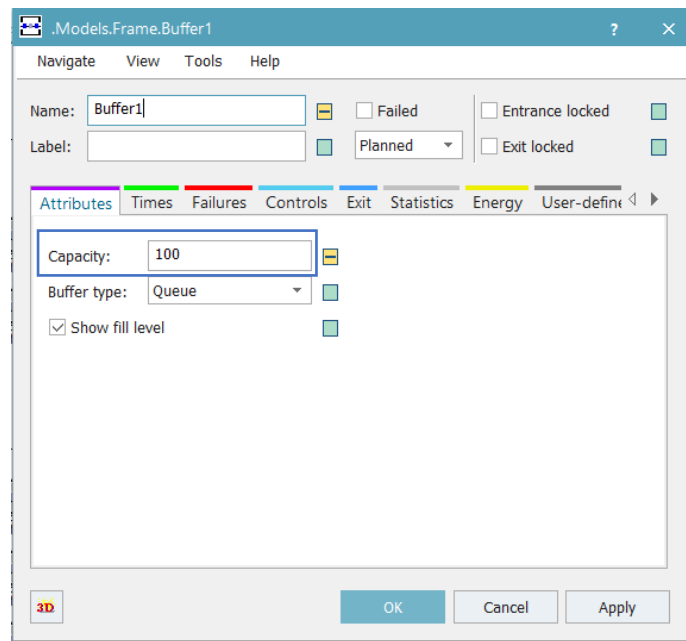 .Models.Frame.Buffer1 ?
Navigate View Tools Help
Name: Buffer1 Failed Entrance locked
Label: Planned Exit locked
Attributes Times Failures Controls Exit Statistics Energy User-define
Capacity: 100
Buffer type: Queue
Show fill level
3D OK Cancel Apply